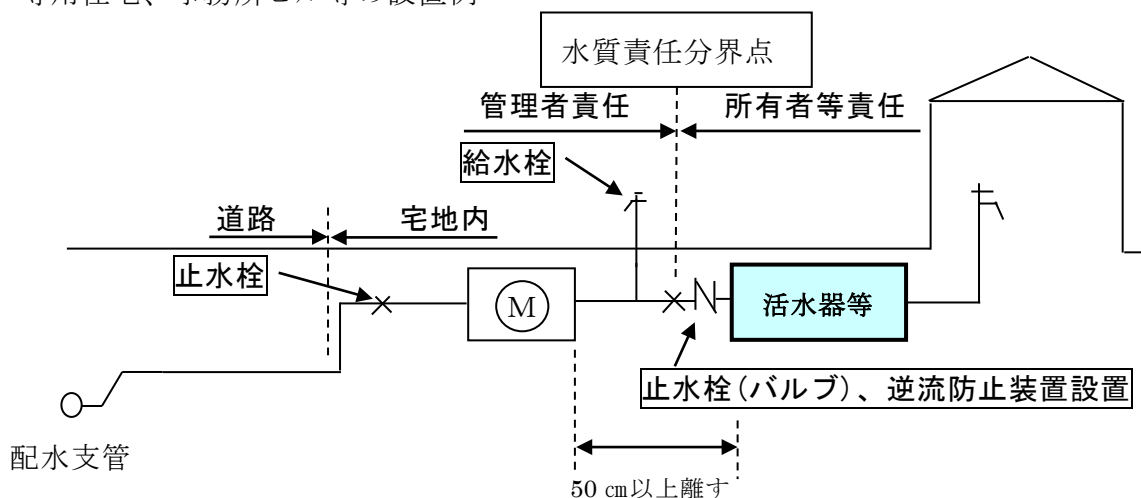 専用住宅、事務所ビル等の設置例
水質責任分界点
管理者責任
所有者等責任
給水栓
道路
宅地内
止水栓
M
活水器等
止水栓(バルブ)、逆流防止装置設置
配水支管
50 ㎝以上離す